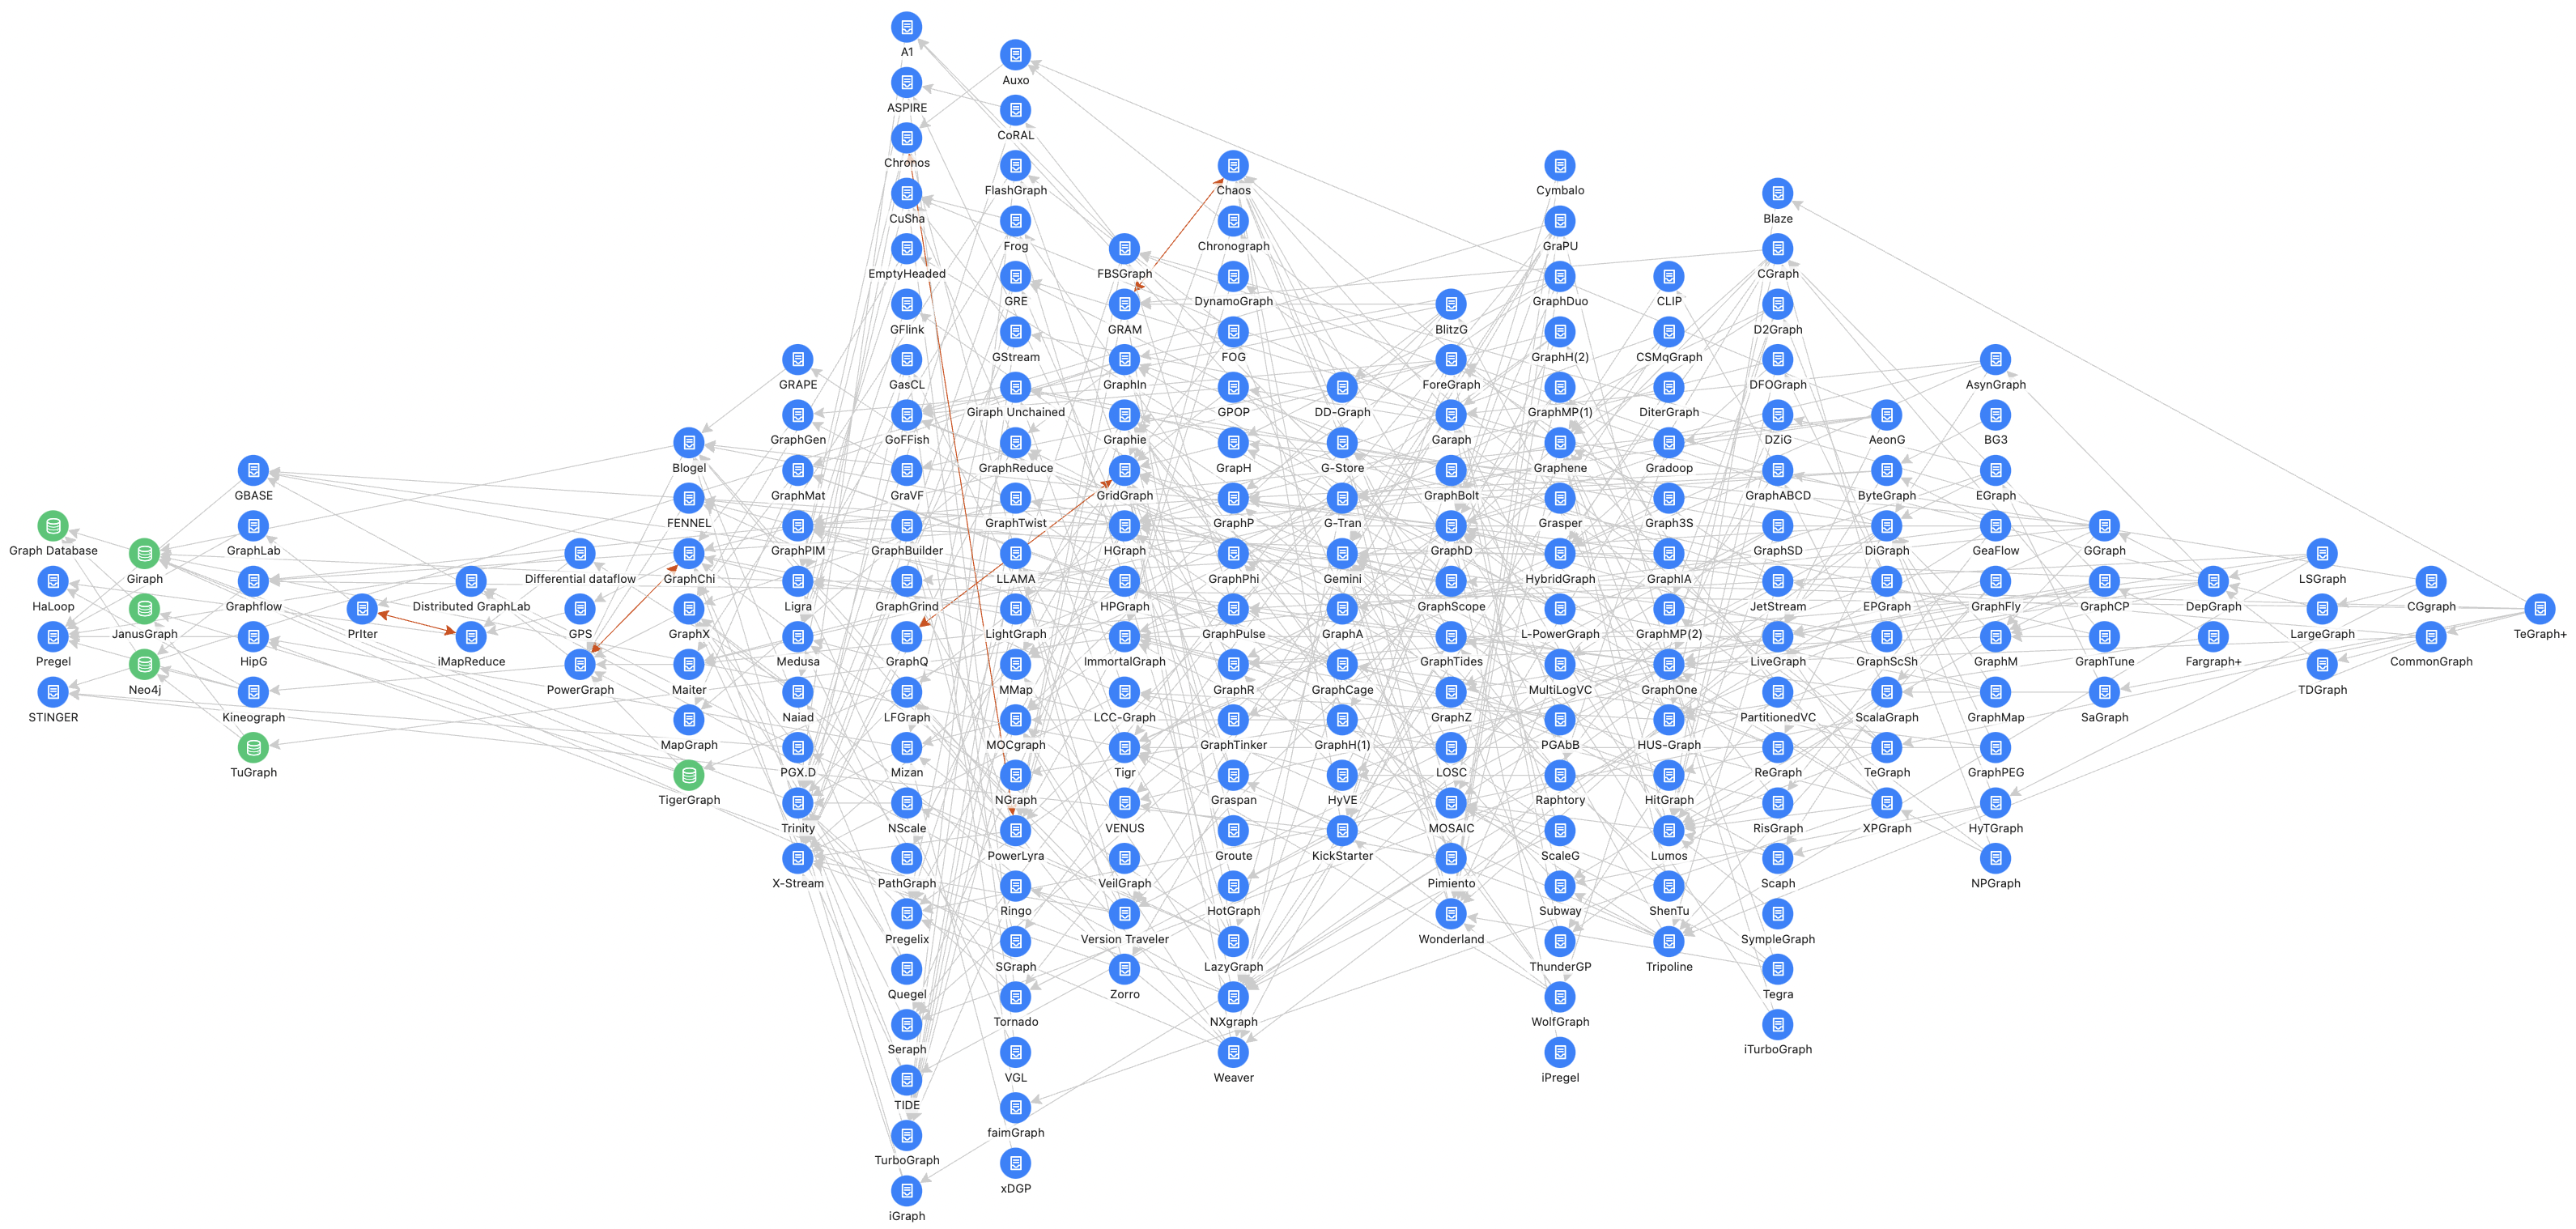 Graph Database
HaLoop
Pregel
STINGER
Giraph
JanusGraph
Neo4j
GBASE
GraphLab
Graphflow
HipG
Kineograph
TuGraph
PrIter
Distributed GraphLab
iMapReduce
Differential dataflow
GPS
PowerGraph
Blogel
FENNEL
GraphChi
GraphX
Maiter
MapGraph
TigerGraph
GRAPE
GraphGen
GraphMat
GraphPIM
Ligra
Medusa
Naiad
PGX.D
Trinity
X-Stream
A1
ASPIRE
Chronos
CuSha
EmptyHeaded
GFlink
GasCL
GoFFish
GraVF
GraphBuilder
GraphGrind
GraphQ
LFGraph
Mizan
NScale
PathGraph
Pregelix
Quegel
Seraph
TIDE
TurboGraph
iGraph
Auxo
CoRAL
FlashGraph
Frog
GRE
GStream
Giraph Unchained
GraphReduce
GraphTwist
LLAMA
LightGraph
MMap
MOCgraph
NGraph
PowerLyra
Ringo
SGraph
Tornado
VGL
faimGraph
xDGP
FBSGraph
GRAM
GraphIn
Graphie
GridGraph
HGraph
HPGraph
ImmortalGraph
LCC-Graph
Tigr
VENUS
VeilGraph
Version Traveler
Zorro
Chaos
Chronograph
DynamoGraph
FOG
GPOP
GrapH
GraphP
GraphPhi
GraphPulse
GraphR
GraphTinker
Graspan
Groute
HotGraph
LazyGraph
NXgraph
Weaver
DD-Graph
G-Store
G-Tran
Gemini
GraphA
GraphCage
GraphH(1)
HyVE
KickStarter
BlitzG
ForeGraph
Garaph
GraphBolt
GraphD
GraphScope
GraphTides
GraphZ
LOSC
MOSAIC
Pimiento
Wonderland
Cymbalo
GraPU
GraphDuo
GraphH(2)
GraphMP(1)
Graphene
Grasper
HybridGraph
L-PowerGraph
MultiLogVC
PGAbB
Raphtory
ScaleG
Subway
ThunderGP
WolfGraph
iPregel
CLIP
CSMqGraph
DiterGraph
Gradoop
Graph3S
GraphIA
GraphMP(2)
GraphOne
HUS-Graph
HitGraph
Lumos
ShenTu
Tripoline
Blaze
CGraph
D2Graph
DFOGraph
DZiG
GraphABCD
GraphSD
JetStream
LiveGraph
PartitionedVC
ReGraph
RisGraph
Scaph
SympleGraph
Tegra
iTurboGraph
AeonG
ByteGraph
DiGraph
EPGraph
GraphScSh
ScalaGraph
TeGraph
XPGraph
AsynGraph
BG3
EGraph
GeaFlow
GraphFly
GraphM
GraphMap
GraphPEG
HyTGraph
NPGraph
GGraph
GraphCP
GraphTune
SaGraph
DepGraph
Fargraph+
LSGraph
LargeGraph
TDGraph
CGgraph
CommonGraph
TeGraph+